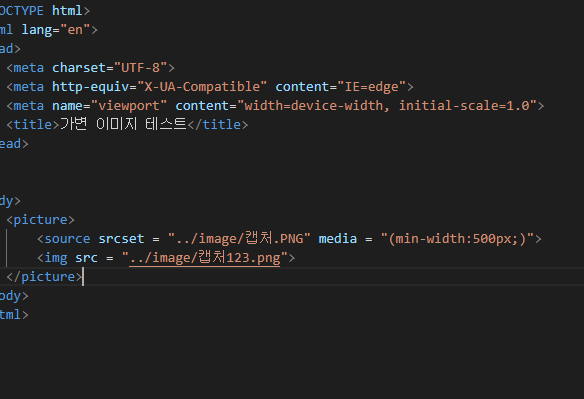 OCTYPE html>
ml lang="en">
ead>
<meta charset="UTF-8">
<meta http-equiv="X-UA-Compatible" content="IE=edge">
<meta name="viewport" content="width=device-width, initial-scale=1.0">
<title>가변 이미지 테스트</title>
ead>
dy>
<picture>
<source srcset = "../image/캡처.PNG" media = "(min-width:500px;)">
<img src = "../image/캡처123.png">
</picture>
ody>
tml>